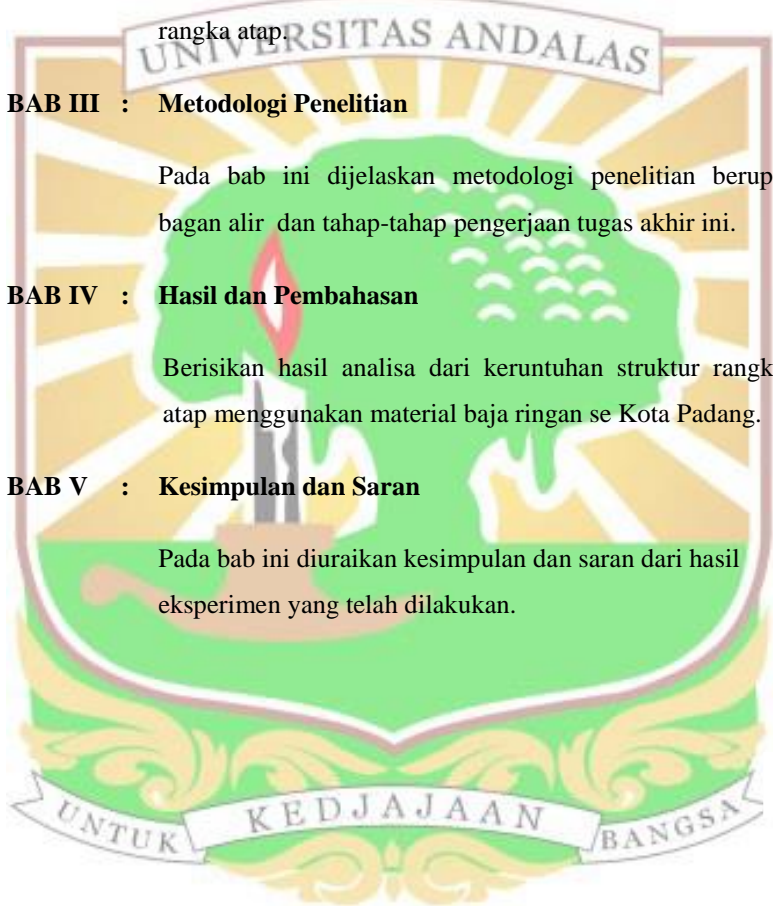 rangka atap.
UNIVERSITAS ANDALAS
BAB III : Metodologi Penelitian
Pada bab ini dijelaskan metodologi penelitian berup
bagan alir dan tahap-tahap pengerjaan tugas akhir ini.
BAB IV : Hasil dan Pembahasan
Berisikan hasil analisa dari keruntuhan struktur rangk
atap menggunakan material baja ringan se Kota Padang.
BAB V : Kesimpulan dan Saran
Pada bab ini diuraikan kesimpulan dan saran dari hasil
eksperimen yang telah dilakukan.
UNTUK KEDJAJAAN BANGSA